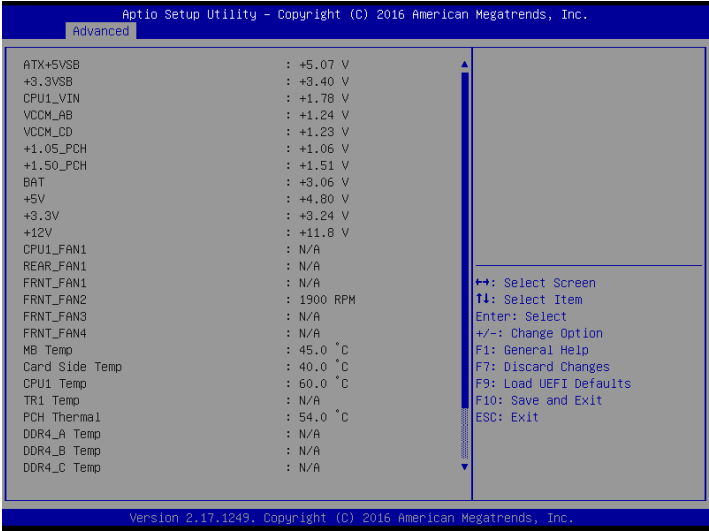 Aptio Setup Utility – Copyright (C) 2016 American Megatrends, Inc.
Advanced
ATX+5VSB : +5.07 V
+3.3VSB : +3.40 V
CPU1_VIN : +1.78 V
VCCM_AB : +1.24 V
VCCM_CD : +1.23 V
+1.05_PCH : +1.06 V
+1.50_PCH : +1.51 V
BAT : +3.06 V
+5V : +4.80 V
+3.3V : +3.24 V
+12V : +11.8 V
CPU1_FAN1 : N/A
REAR_FAN1 : N/A
FRNT_FAN1 : N/A
FRNT_FAN2 : 1900 RPM
FRNT_FAN3 : N/A
FRNT_FAN4 : N/A
MB Temp : 45.0 °C
Card Side Temp : 40.0 °C
CPU1 Temp : 60.0 °C
TR1 Temp : N/A
PCH Thermal : 54.0 °C
DDR4_A Temp : N/A
DDR4_B Temp : N/A
DDR4_C Temp : N/A
↔: Select Screen
↑↓: Select Item
Enter: Select
+/-: Change Option
F1: General Help
F7: Discard Changes
F9: Load UEFI Defaults
F10: Save and Exit
ESC: Exit
Version 2.17.1249. Copyright (C) 2016 American Megatrends, Inc.